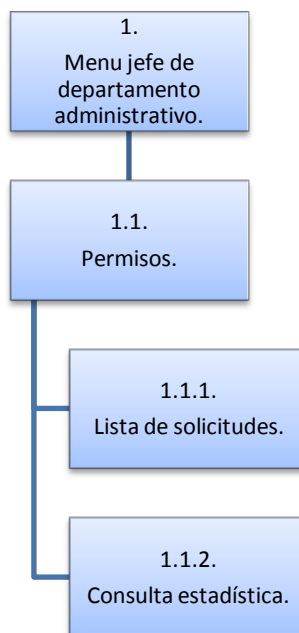 1.
Menu jefe de
departamento
administrativo.
1.1.
Permisos.
1.1.1.
Lista de solicitudes.
1.1.2.
Consulta estadística.